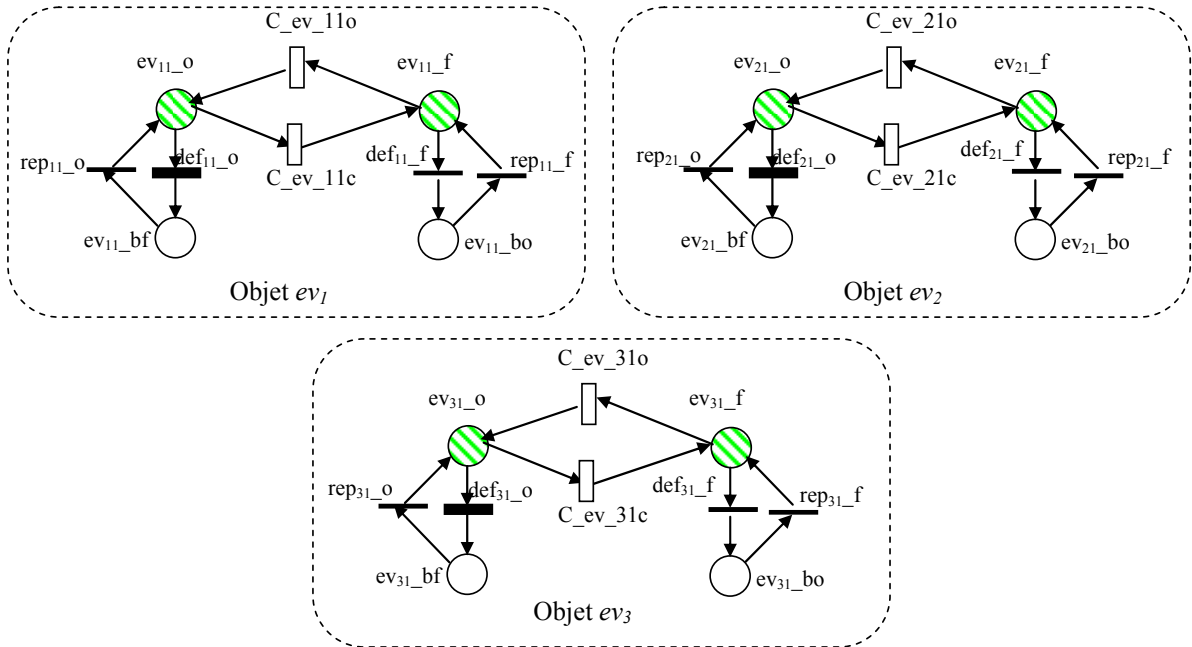 C_ev_11o
ev₁₁_o
ev₁₁_f
rep₁₁_o
def₁₁_o
def₁₁_f
rep₁₁_f
C_ev_11c
ev₁₁_bf
ev₁₁_bo
Objet ev₁
C_ev_21o
ev₂₁_o
ev₂₁_f
rep₂₁_o
def₂₁_o
def₂₁_f
rep₂₁_f
C_ev_21c
ev₂₁_bf
ev₂₁_bo
Objet ev₂
C_ev_31o
ev₃₁_o
ev₃₁_f
rep₃₁_o
def₃₁_o
def₃₁_f
rep₃₁_f
C_ev_31c
ev₃₁_bf
ev₃₁_bo
Objet ev₃